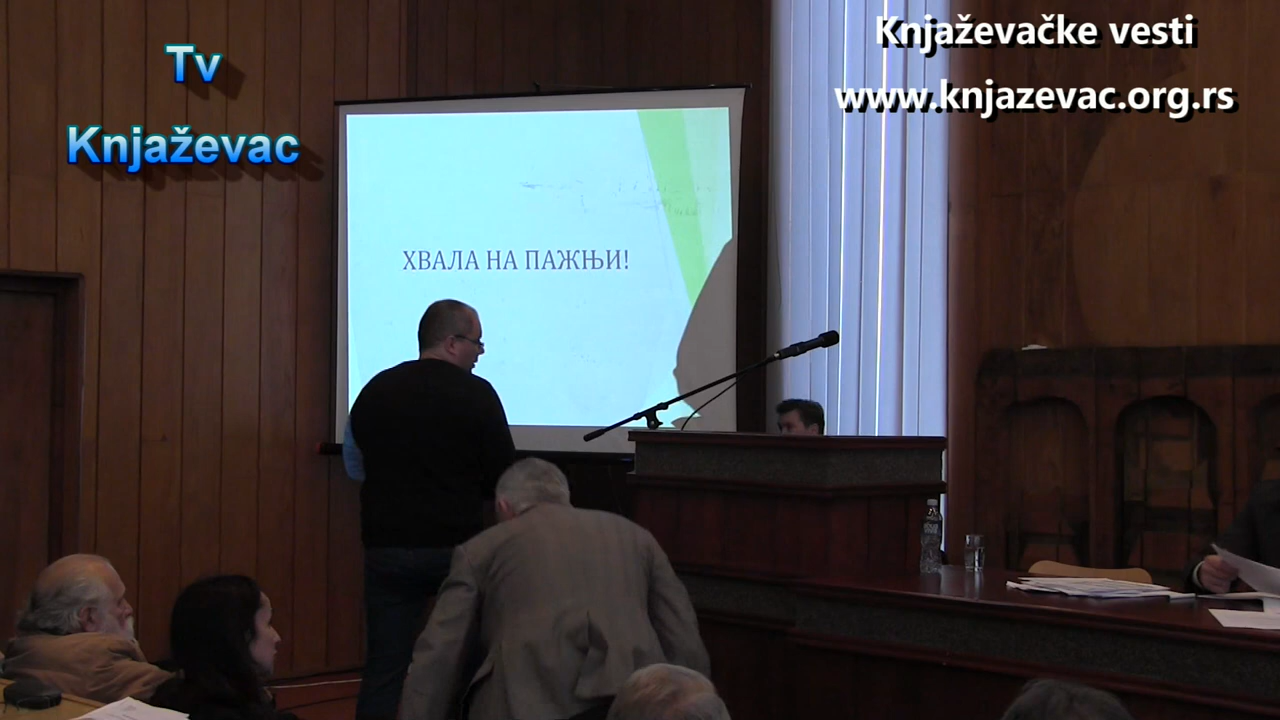 Tv
Knjaževac
Knjaževačke vesti
www.knjazevac.org.rs
ХВАЛА НА ПАЖЊИ!